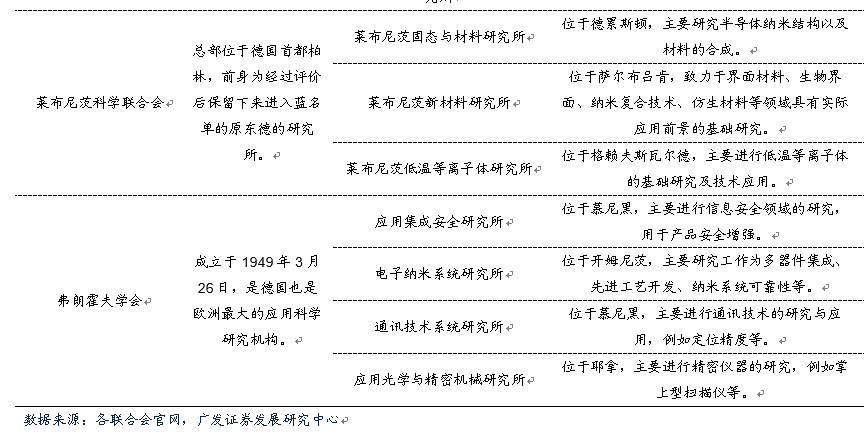 莱布尼茨科学联合会
总部位于德国首都柏
林，前身为经过评价
后保留下来进入蓝名
单的原东德的研究
所。
莱布尼茨固态与材料研究所
位于德累斯顿，主要研究半导体纳米结构以及
材料的合成。
莱布尼茨新材料研究所
位于萨尔布吕肯，致力于界面材料、生物界
面、纳米复合技术、仿生材料等领域具有实际
应用前景的基础研究。
莱布尼茨低温等离子体研究所
位于格赖夫斯瓦尔德，主要进行低温等离子体
的基础研究及技术应用。
弗朗霍夫学会
成立于 1949 年 3 月
26 日，是德国也是
欧洲最大的应用科学
研究机构。
应用集成安全研究所
位于慕尼黑，主要进行信息安全领域的研究，
用于产品安全增强。
电子纳米系统研究所
位于开姆尼茨，主要研究工作为多器件集成、
先进工艺开发、纳米系统可靠性等。
通讯技术系统研究所
位于慕尼黑，主要进行通讯技术的研究与应
用，例如定位精度等。
应用光学与精密机械研究所
位于耶拿，主要进行精密仪器的研究，例如掌
上型扫描仪等。
数据来源：各联合会官网，广发证券发展研究中心